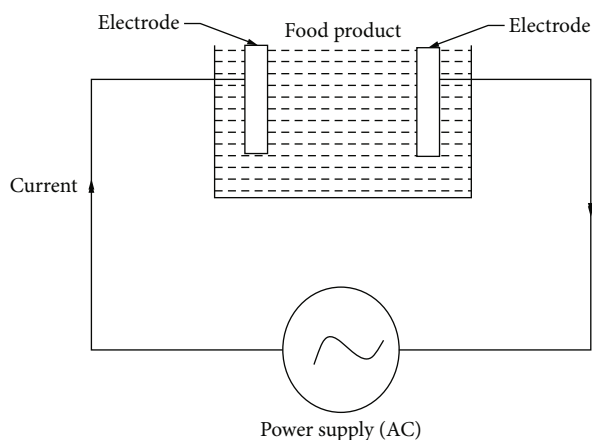 Electrode
Food product
Electrode
Current
Power supply (AC)